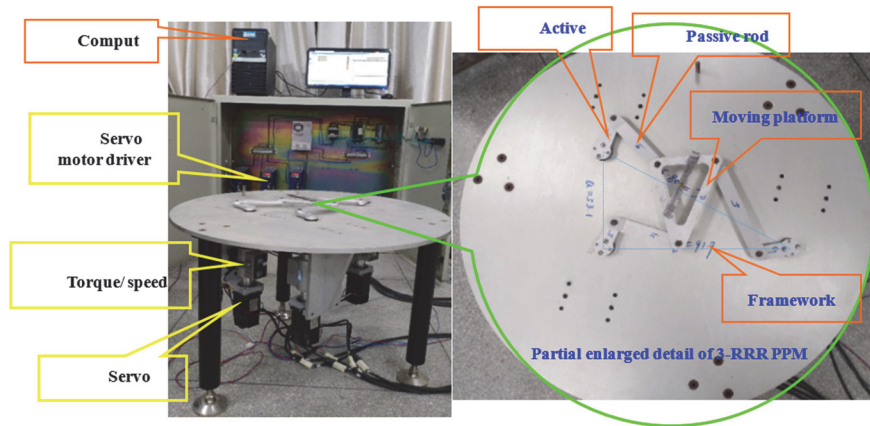 Comput
Servo
motor driver
Torque/ speed
Servo
Active
Passive rod
Moving platform
Framework
Partial enlarged detail of 3-RRR PPM